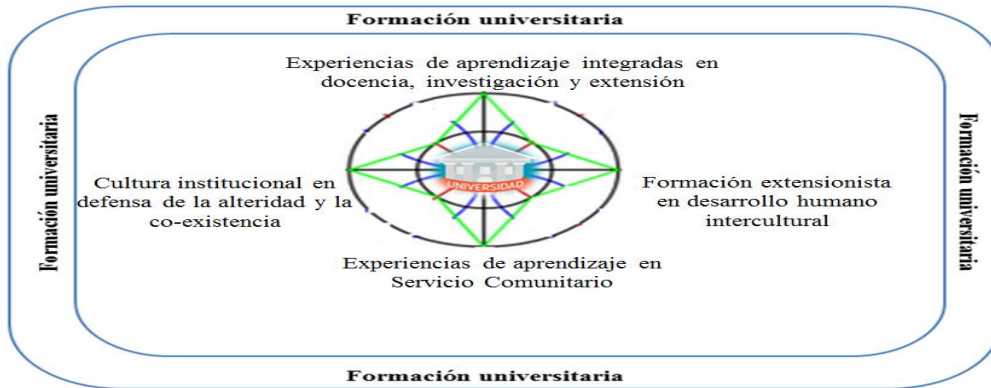 Formación universitaria
Experiencias de aprendizaje integradas en
docencia, investigación y extensión
Formación universitaria
Cultura institucional en
defensa de la alteridad y la
co-existencia
UNIVERSIDAD
Formación extensionista
en desarrollo humano
intercultural
Formación universitaria
Experiencias de aprendizaje en
Servicio Comunitario
Formación universitaria